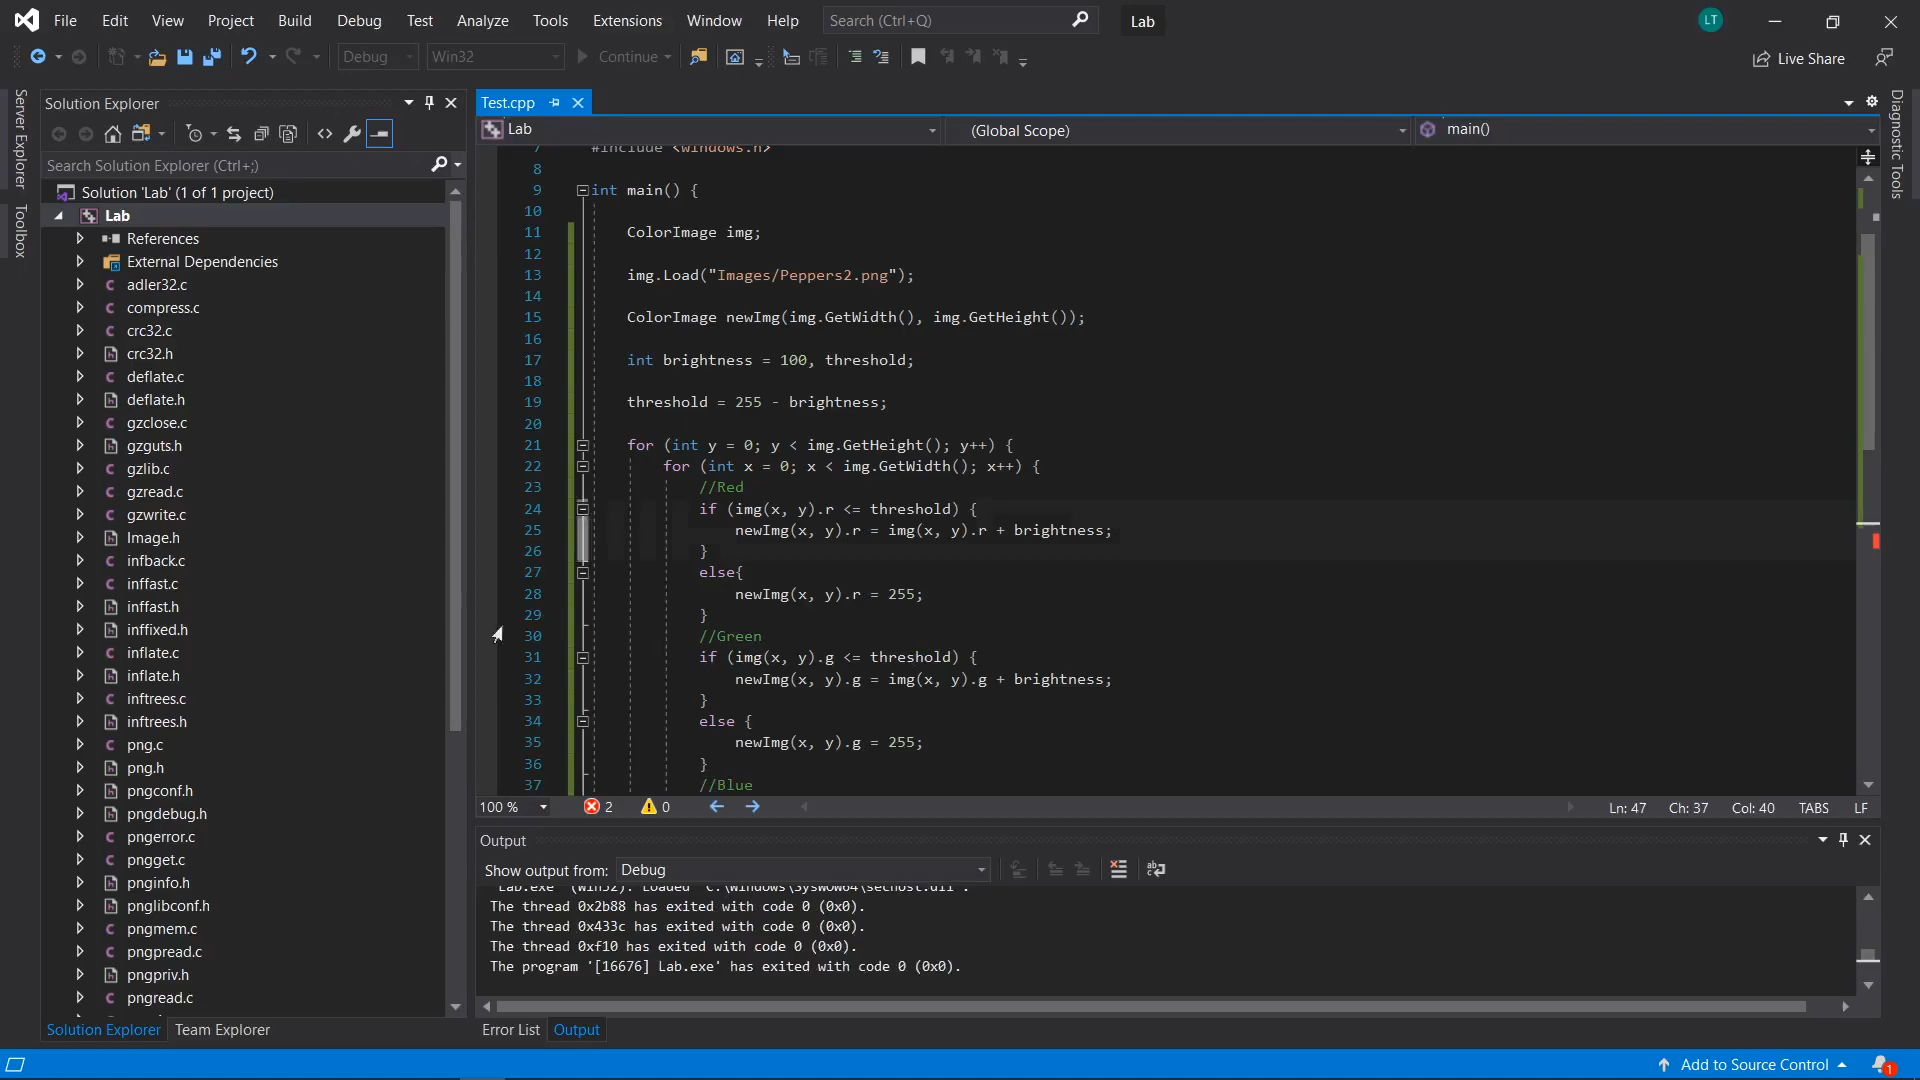 File Edit View Project Build Debug Test Analyze Tools Extensions Window Help Search (Ctrl+Q) Lab LT
Debug Win32 Continue Live Share
Server Explorer
Toolbox
Solution Explorer
Search Solution Explorer (Ctrl+;)
Solution 'Lab' (1 of 1 project)
Lab
References
External Dependencies
adler32.c
compress.c
crc32.c
crc32.h
deflate.c
deflate.h
gzclose.c
gzguts.h
gzlib.c
gzread.c
gzwrite.c
Image.h
infback.c
inffast.c
inffast.h
inffixed.h
inflate.c
inflate.h
inftrees.c
inftrees.h
png.c
png.h
pngconf.h
pngdebug.h
pngerror.c
pngget.c
pnginfo.h
pnglibconf.h
pngmem.c
pngpread.c
pngpriv.h
pngread.c
Solution Explorer Team Explorer
Test.cpp
Lab (Global Scope) main()
7 #include <windows.h>
8
9 int main() {
10
11 ColorImage img;
12
13 img.Load("Images/Peppers2.png");
14
15 ColorImage newImg(img.GetWidth(), img.GetHeight());
16
17 int brightness = 100, threshold;
18
19 threshold = 255 - brightness;
20
21 for (int y = 0; y < img.GetHeight(); y++) {
22 for (int x = 0; x < img.GetWidth(); x++) {
23 //Red
24 if (img(x, y).r <= threshold) {
25 newImg(x, y).r = img(x, y).r + brightness;
26 }
27 else{
28 newImg(x, y).r = 255;
29 }
30 //Green
31 if (img(x, y).g <= threshold) {
32 newImg(x, y).g = img(x, y).g + brightness;
33 }
34 else {
35 newImg(x, y).g = 255;
36 }
37 //Blue
100 % 2 0 Ln: 47 Ch: 37 Col: 40 TABS LF
Output
Show output from: Debug
'Lab.exe' (Win32): Loaded 'C:\Windows\SysWOW64\sechost.dll'.
The thread 0x2b88 has exited with code 0 (0x0).
The thread 0x433c has exited with code 0 (0x0).
The thread 0xf10 has exited with code 0 (0x0).
The program '[16676] Lab.exe' has exited with code 0 (0x0).
Error List Output
Diagnostic Tools
Add to Source Control 1